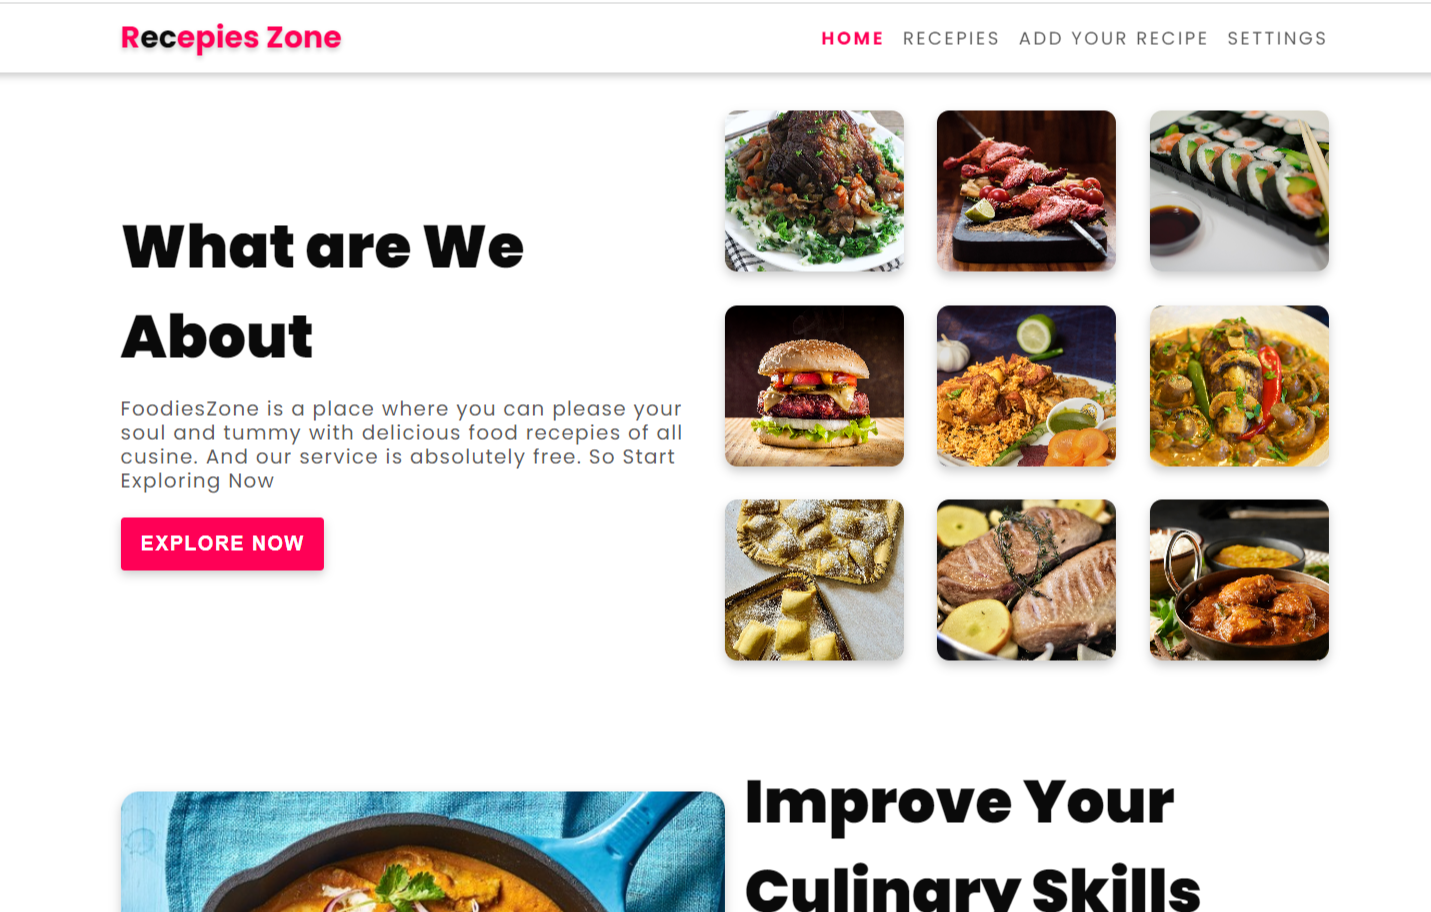 Recepies Zone
HOME RECEPIES ADD YOUR RECIPE SETTINGS
What are We
About
FoodiesZone is a place where you can please your
soul and tummy with delicious food recepies of all
cusine. And our service is absolutely free. So Start
Exploring Now
EXPLORE NOW
Improve Your
Culinary Skills